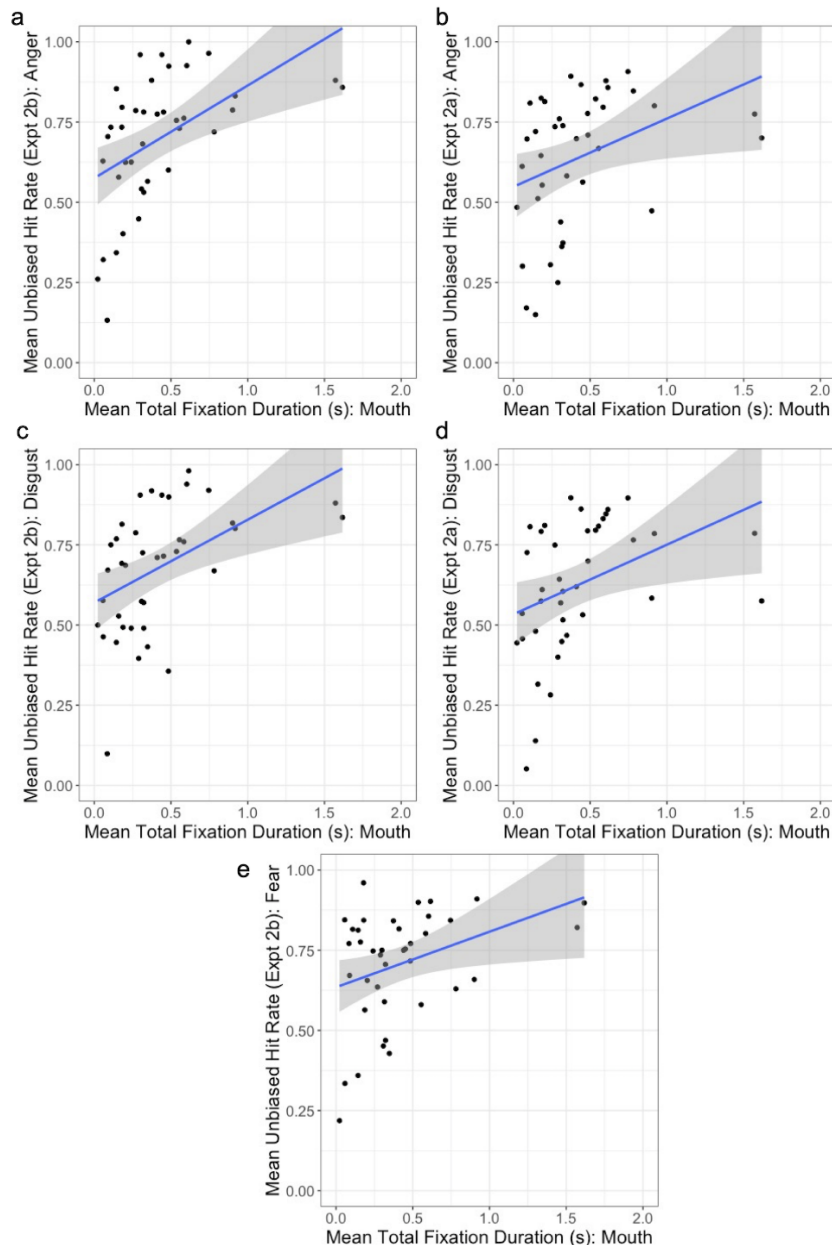 a
b
Mean Unbiased Hit Rate (Expt 2b): Anger
1.00
0.75
0.50
0.25
0.00
0.0 0.5 1.0 1.5 2.0
Mean Total Fixation Duration (s): Mouth
Mean Unbiased Hit Rate (Expt 2a): Anger
1.00
0.75
0.50
0.25
0.00
0.0 0.5 1.0 1.5 2.0
Mean Total Fixation Duration (s): Mouth
c
d
Mean Unbiased Hit Rate (Expt 2b): Disgust
1.00
0.75
0.50
0.25
0.00
0.0 0.5 1.0 1.5 2.0
Mean Total Fixation Duration (s): Mouth
Mean Unbiased Hit Rate (Expt 2a): Disgust
1.00
0.75
0.50
0.25
0.00
0.0 0.5 1.0 1.5 2.0
Mean Total Fixation Duration (s): Mouth
e
Mean Unbiased Hit Rate (Expt 2b): Fear
1.00
0.75
0.50
0.25
0.00
0.0 0.5 1.0 1.5 2.0
Mean Total Fixation Duration (s): Mouth